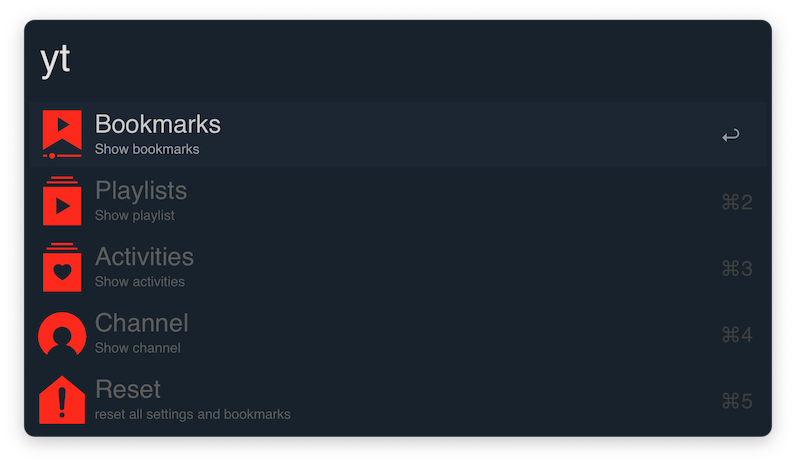 yt
Bookmarks
Show bookmarks
Playlists
Show playlist
⌘2
Activities
Show activities
⌘3
Channel
Show channel
⌘4
Reset
reset all settings and bookmarks
⌘5